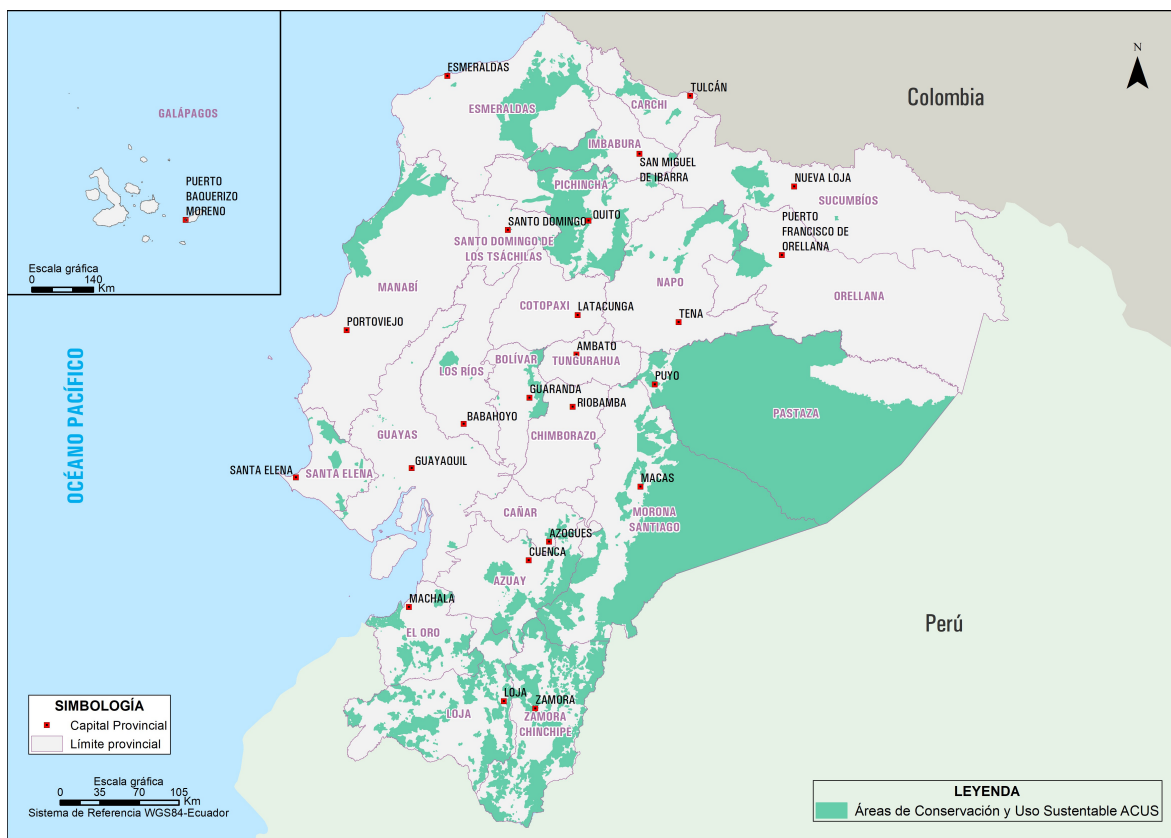 GALÁPAGOS
PUERTO
BAQUERIZO
MORENO
Escala gráfica
0 140
Km
N
Colombia
ESMERALDAS
ESMERALDAS
TULCÁN
CARCHI
IMBABURA
SAN MIGUEL
DE IBARRA
PICHINCHA
NUEVA LOJA
SUCUMBÍOS
QUITO
SANTO DOMINGO
SANTO DOMINGO DE
LOS TSÁCHILAS
PUERTO
FRANCISCO DE
ORELLANA
NAPO
ORELLANA
MANABÍ
COTOPAXI
LATACUNGA
TENA
PORTOVIEJO
AMBATO
TUNGURAHUA
BOLÍVAR
LOS RÍOS
PUYO
GUARANDA
RIOBAMBA
PASTAZA
BABAHOYO
CHIMBORAZO
GUAYAS
GUAYAQUIL
SANTA ELENA
SANTA ELENA
MACAS
MORONA
SANTIAGO
CAÑAR
AZOGUES
CUENCA
AZUAY
MACHALA
EL ORO
LOJA
LOJA
ZAMORA
ZAMORA
CHINCHIPE
OCÉANO PACÍFICO
Perú
SIMBOLOGÍA
Capital Provincial
Límite provincial
Escala gráfica
0 35 70 105
Km
Sistema de Referencia WGS84-Ecuador
LEYENDA
Áreas de Conservación y Uso Sustentable ACUS